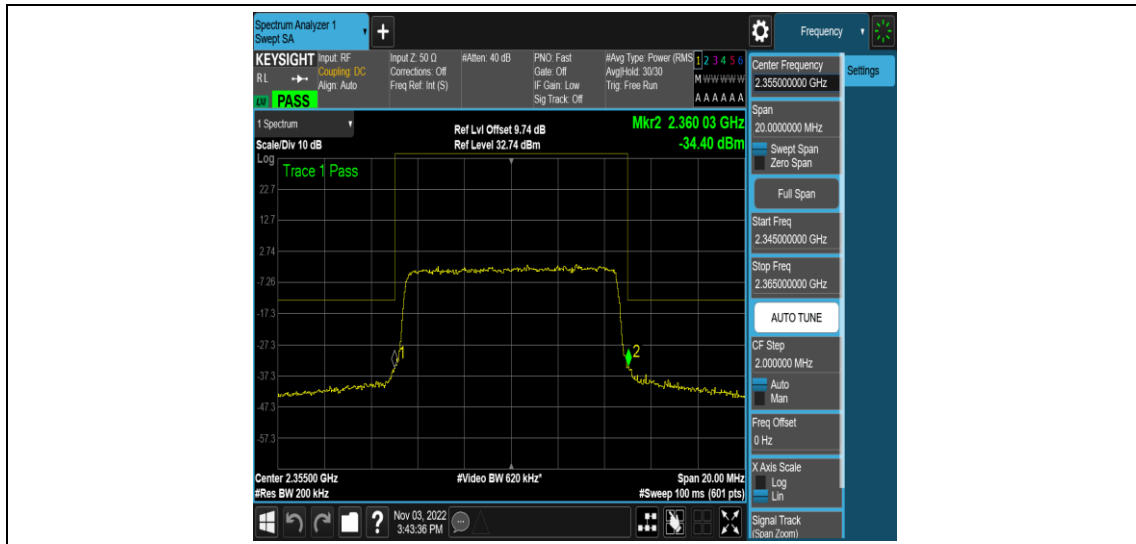 Spectrum Analyzer 1
Swept SA
+
Frequency
KEYSIGHT
RL
LXI PASS
Input: RF
Coupling: DC
Align: Auto
Input Z: 50 Ω
Corrections: Off
Freq Ref: Int (S)
#Atten: 40 dB
PNO: Fast
Gate: Off
IF Gain: Low
Sig Track: Off
#Avg Type: Power (RMS
Avg|Hold: 30/30
Trig: Free Run
1 2 3 4 5 6
M W W W W W
A A A A A A
Center Frequency
2.355000000 GHz
Settings
Span
20.0000000 MHz
Swept Span
Zero Span
Full Span
Start Freq
2.345000000 GHz
Stop Freq
2.365000000 GHz
AUTO TUNE
CF Step
2.000000 MHz
Auto
Man
Freq Offset
0 Hz
X Axis Scale
Log
Lin
Signal Track
(Span Zoom)
1 Spectrum
Scale/Div 10 dB
Ref Lvl Offset 9.74 dB
Ref Level 32.74 dBm
Mkr2 2.360 03 GHz
-34.40 dBm
Log
Trace 1 Pass
22.7
12.7
2.74
-7.26
-17.3
-27.3
-37.3
-47.3
-57.3
1
2
Center 2.35500 GHz
#Res BW 200 kHz
#Video BW 620 kHz*
Span 20.00 MHz
#Sweep 100 ms (601 pts)
?
Nov 03, 2022
3:43:36 PM